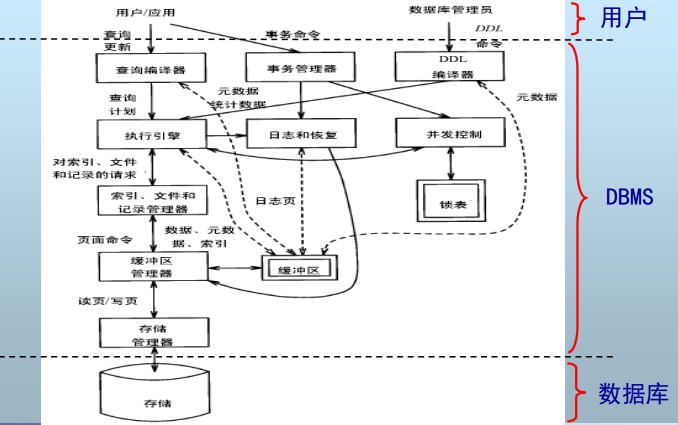 用户/应用
数据库管理员
用户
查询
更新
事务命令
DDL
命令
查询编译器
事务管理器
DDL
编译器
查询
计划
元数据
统计数据
元数据
执行引擎
日志和恢复
并发控制
对索引、文件
和记录的请求
索引、文件和
记录管理器
日志页
锁表
DBMS
页面命令
数据、元数
据、索引
缓冲区
管理器
缓冲区
读页/写页
存储
管理器
存储
数据库